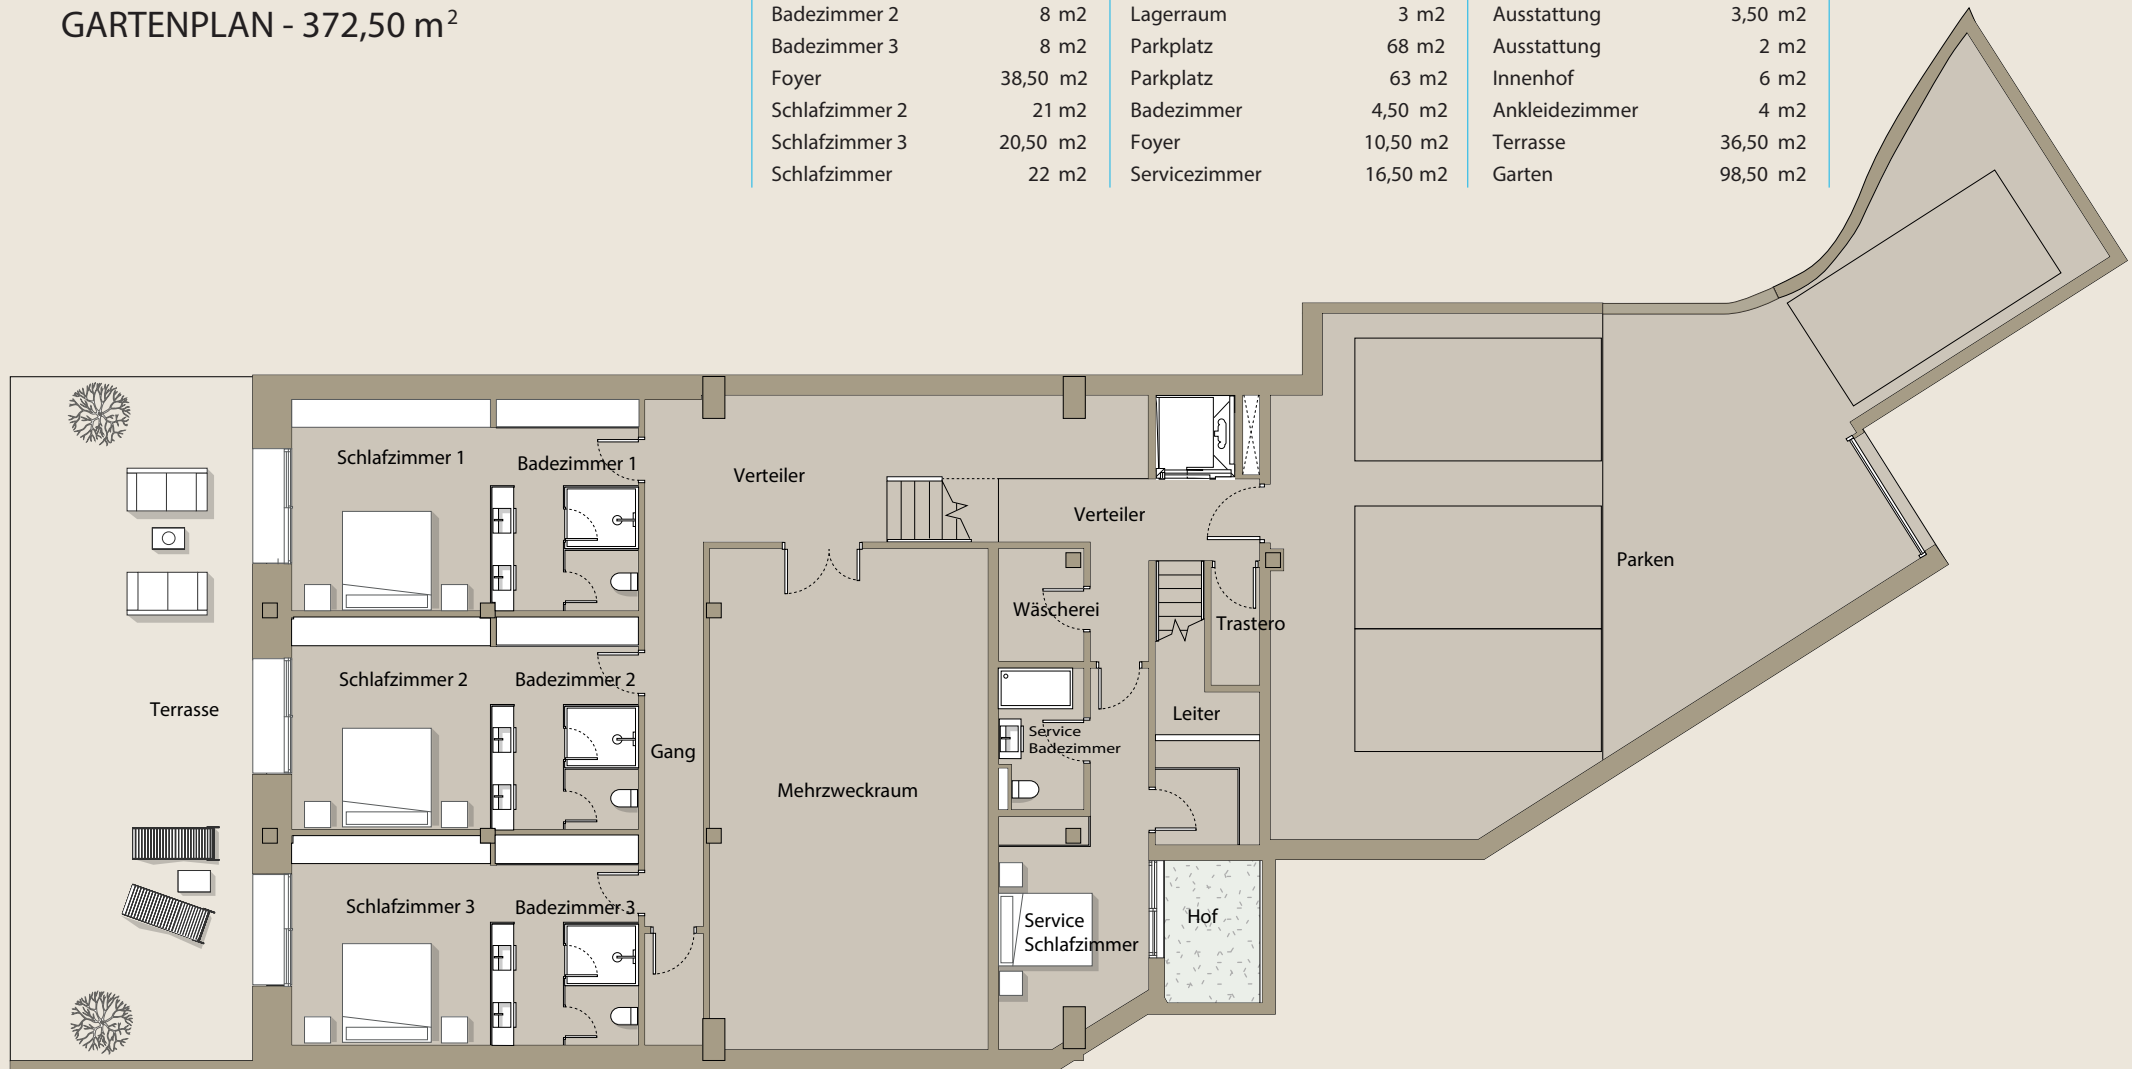 GARTENPLAN - 372,50 m²
Badezimmer 2 8 m2
Badezimmer 3 8 m2
Foyer 38,50 m2
Schlafzimmer 2 21 m2
Schlafzimmer 3 20,50 m2
Schlafzimmer 22 m2
Lagerraum 3 m2
Parkplatz 68 m2
Parkplatz 63 m2
Badezimmer 4,50 m2
Foyer 10,50 m2
Servicezimmer 16,50 m2
Ausstattung 3,50 m2
Ausstattung 2 m2
Innenhof 6 m2
Ankleidezimmer 4 m2
Terrasse 36,50 m2
Garten 98,50 m2
Schlafzimmer 1
Badezimmer 1
Verteiler
Verteiler
Parken
Wäscherei
Trastero
Schlafzimmer 2
Badezimmer 2
Terrasse
Leiter
Gang
Service
Badezimmer
Mehrzweckraum
Schlafzimmer 3
Badezimmer 3
Service
Schlafzimmer
Hof